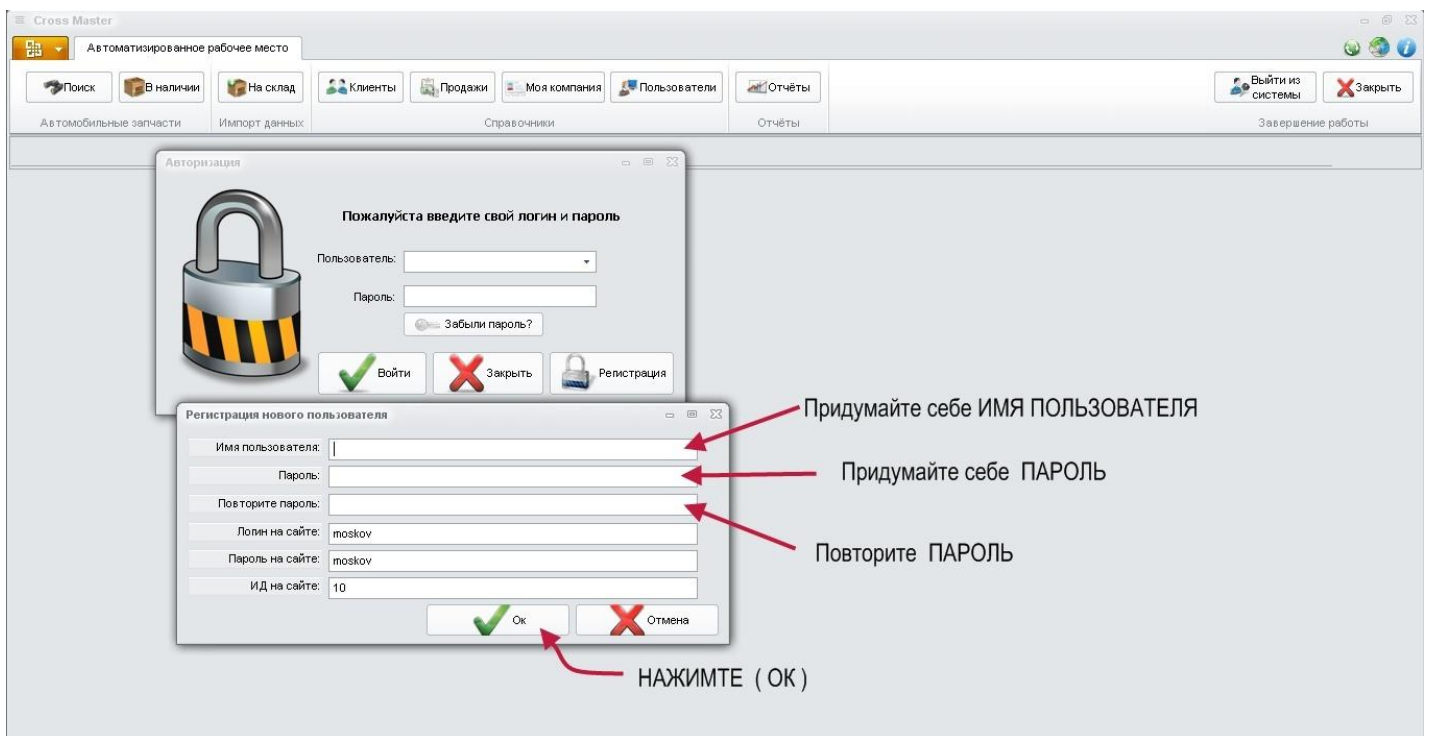 Cross Master
Автоматизированное рабочее место
Поиск
В наличии
На склад
Клиенты
Продажи
Моя компания
Пользователи
Отчёты
Выйти из
системы
Закрыть
Автомобильные запчасти
Импорт данных
Справочники
Отчёты
Завершение работы
Авторизация
Пожалуйста введите свой логин и пароль
Пользователь:
Пароль:
Забыли пароль?
Войти
Закрыть
Регистрация
Регистрация нового пользователя
Имя пользователя:
Придумайте себе ИМЯ ПОЛЬЗОВАТЕЛЯ
Пароль:
Придумайте себе ПАРОЛЬ
Повторите пароль:
Повторите ПАРОЛЬ
Логин на сайте: moskov
Пароль на сайте: moskov
ИД на сайте: 10
Ок
Отмена
НАЖИМТЕ ( ОК )